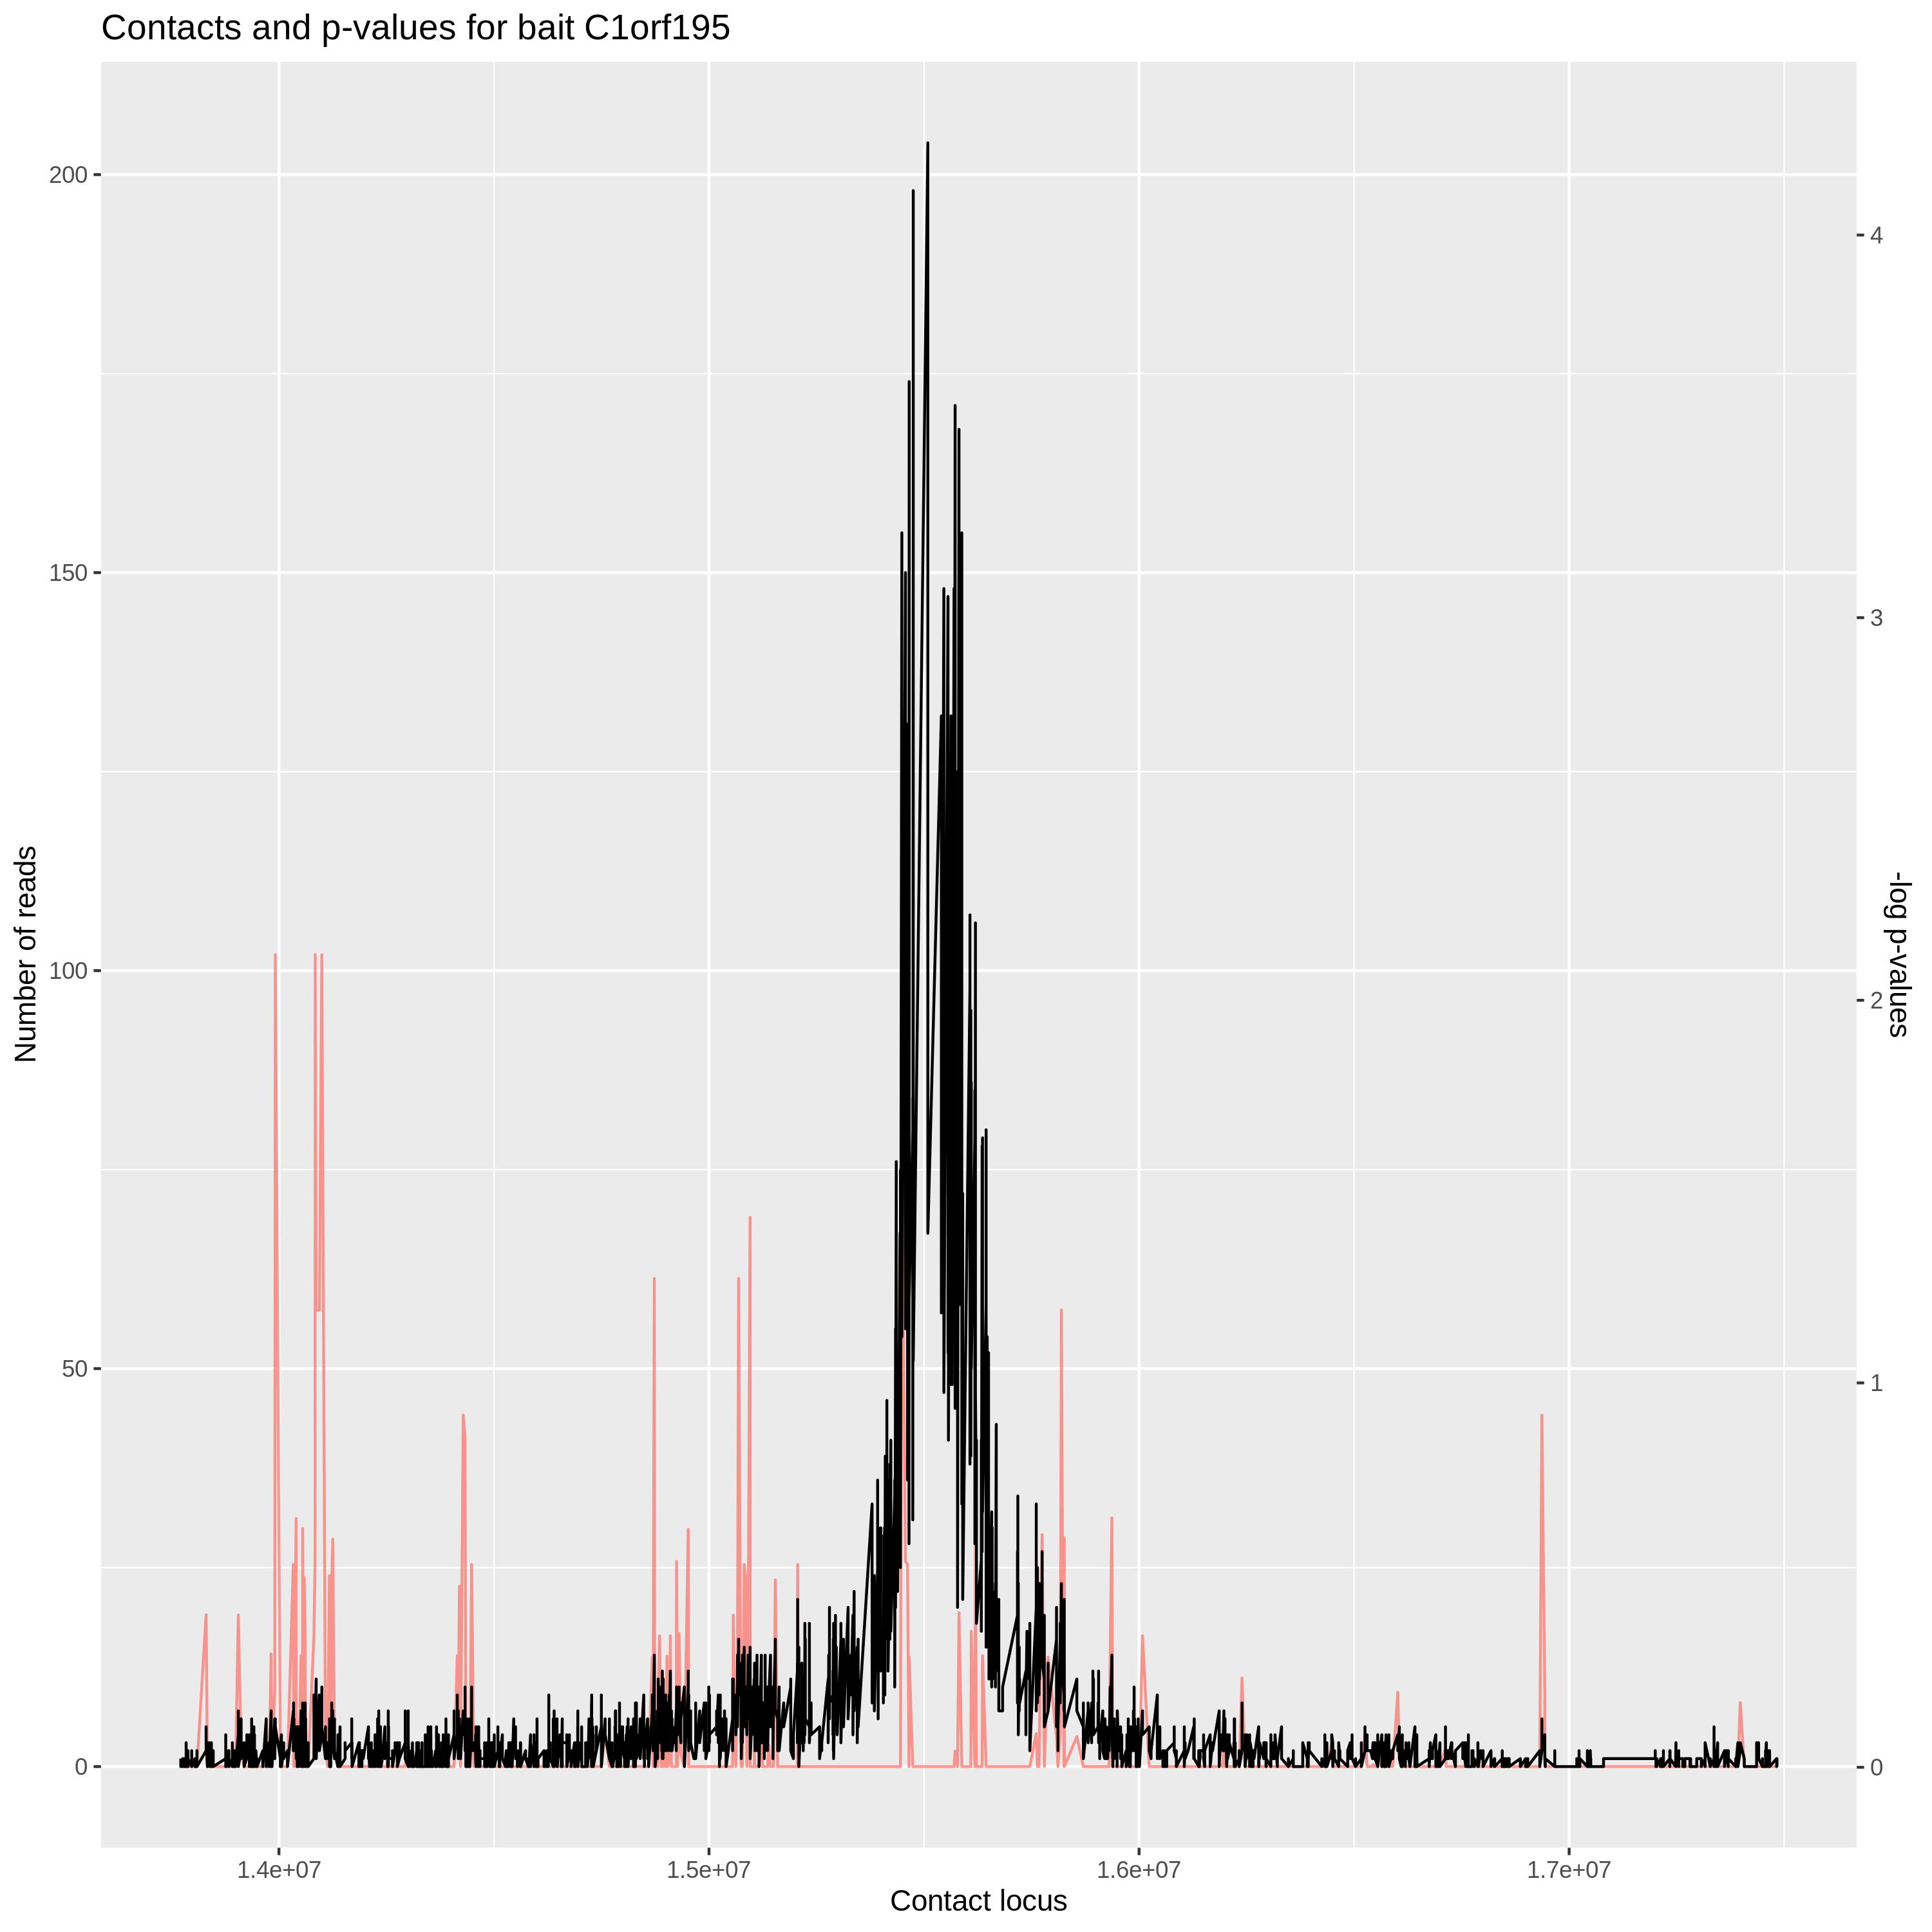 Contacts and p-values for bait C1orf195
200
150
100
50
0
Number of reads
4
3
2
1
0
-log p-values
1.4e+07
1.5e+07
1.6e+07
1.7e+07
Contact locus